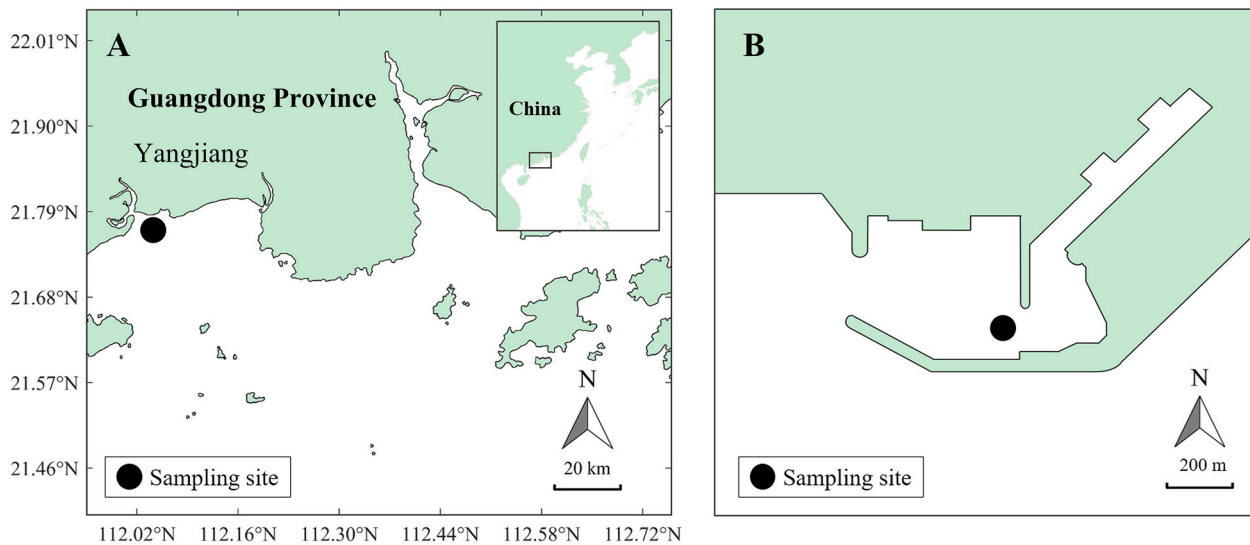 A
22.01°N
21.90°N
21.79°N
21.68°N
21.57°N
21.46°N
Guangdong Province
Yangjiang
China
N
20 km
Sampling site
112.02°N
112.16°N
112.30°N
112.44°N
112.58°N
112.72°N
B
N
200 m
Sampling site